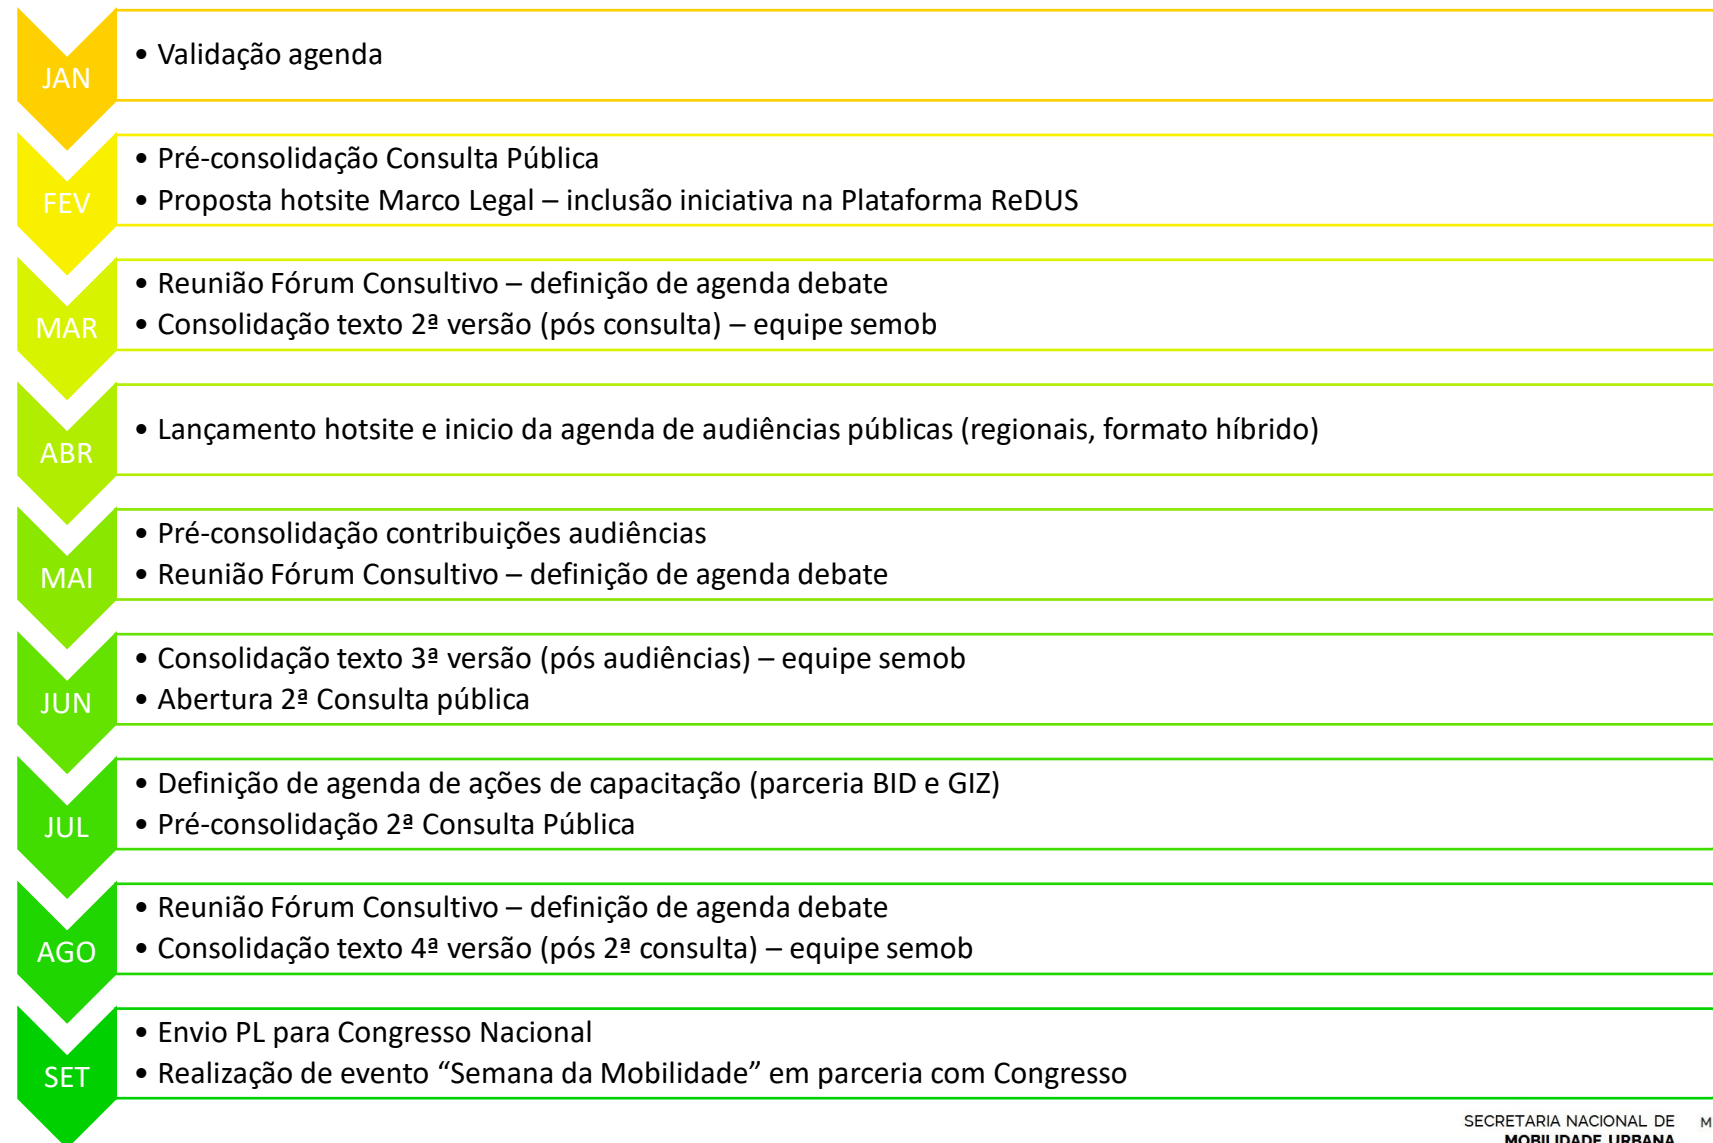 JAN
• Validação agenda
FEV
• Pré-consolidação Consulta Pública
• Proposta hotsite Marco Legal – inclusão iniciativa na Plataforma ReDUS
MAR
• Reunião Fórum Consultivo – definição de agenda debate
• Consolidação texto 2ª versão (pós consulta) – equipe semob
ABR
• Lançamento hotsite e inicio da agenda de audiências públicas (regionais, formato híbrido)
MAI
• Pré-consolidação contribuições audiências
• Reunião Fórum Consultivo – definição de agenda debate
JUN
• Consolidação texto 3ª versão (pós audiências) – equipe semob
• Abertura 2ª Consulta pública
JUL
• Definição de agenda de ações de capacitação (parceria BID e GIZ)
• Pré-consolidação 2ª Consulta Pública
AGO
• Reunião Fórum Consultivo – definição de agenda debate
• Consolidação texto 4ª versão (pós 2ª consulta) – equipe semob
SET
• Envio PL para Congresso Nacional
• Realização de evento “Semana da Mobilidade” em parceria com Congresso
SECRETARIA NACIONAL DE
MOBILIDADE URBANA